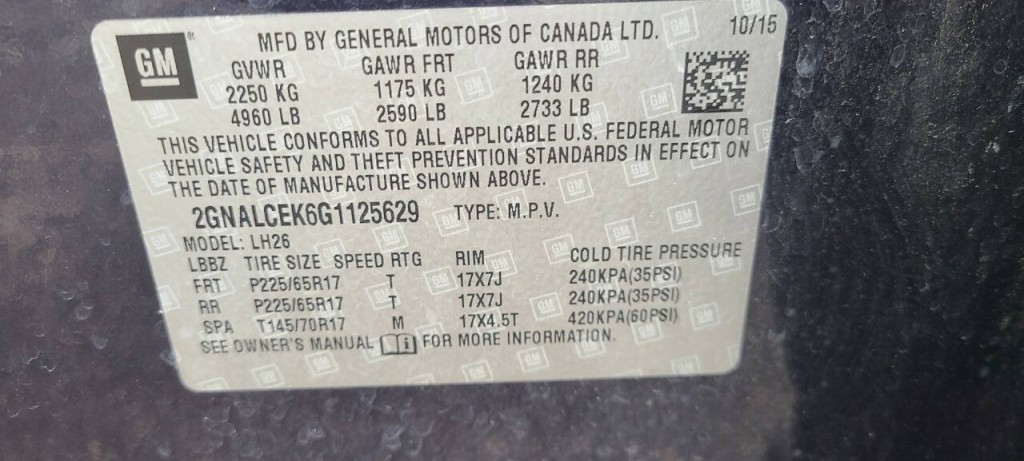 GM
MFD BY GENERAL MOTORS OF CANADA LTD. 10/15
GVWR GAWR FRT GAWR RR
2250 KG 1175 KG 1240 KG
4960 LB 2590 LB 2733 LB
THIS VEHICLE CONFORMS TO ALL APPLICABLE U.S. FEDERAL MOTOR
VEHICLE SAFETY AND THEFT PREVENTION STANDARDS IN EFFECT ON
THE DATE OF MANUFACTURE SHOWN ABOVE.
2GNALCEK6G1125629 TYPE: M.P.V.
MODEL: LH26
LBBZ TIRE SIZE SPEED RTG RIM COLD TIRE PRESSURE
FRT P225/65R17 T 17X7J 240KPA(35PSI)
RR P225/65R17 T 17X7J 240KPA(35PSI)
SPA T145/70R17 M 17X4.5T 420KPA(60PSI)
SEE OWNER'S MANUAL i FOR MORE INFORMATION.